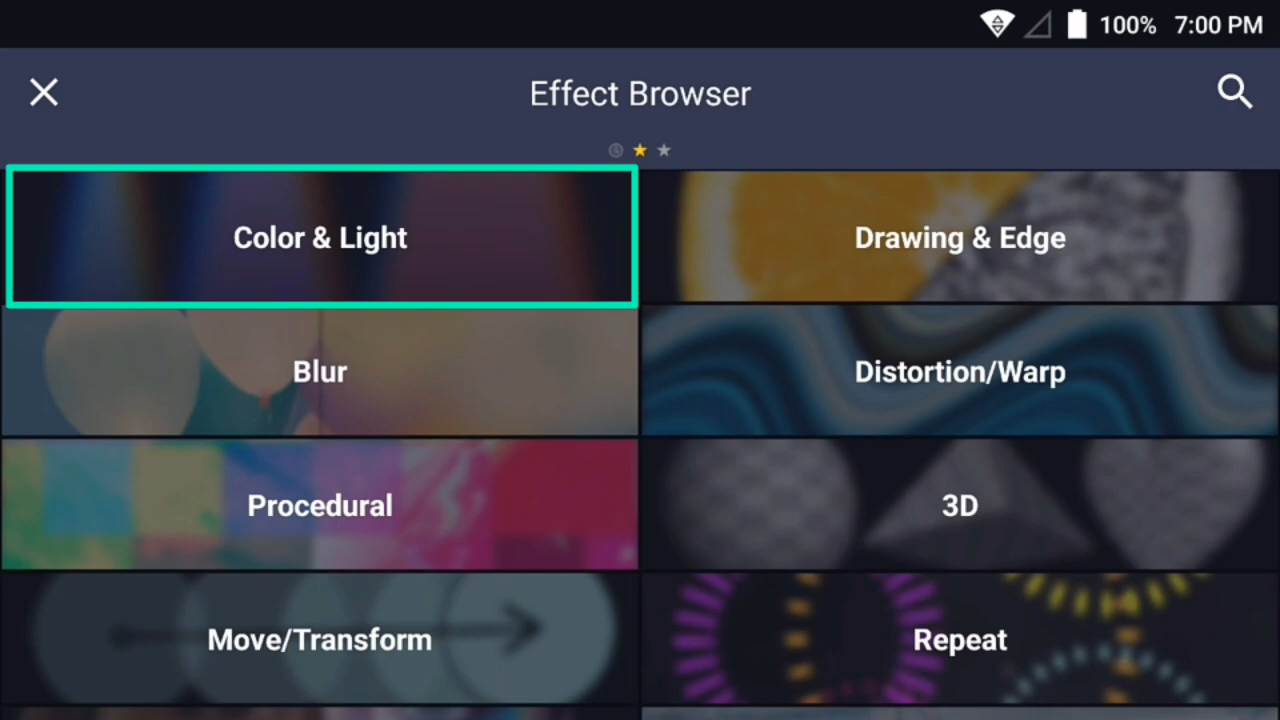 100% 7:00 PM
Effect Browser
Color & Light
Drawing & Edge
Blur
Distortion/Warp
Procedural
3D
Move/Transform
Repeat